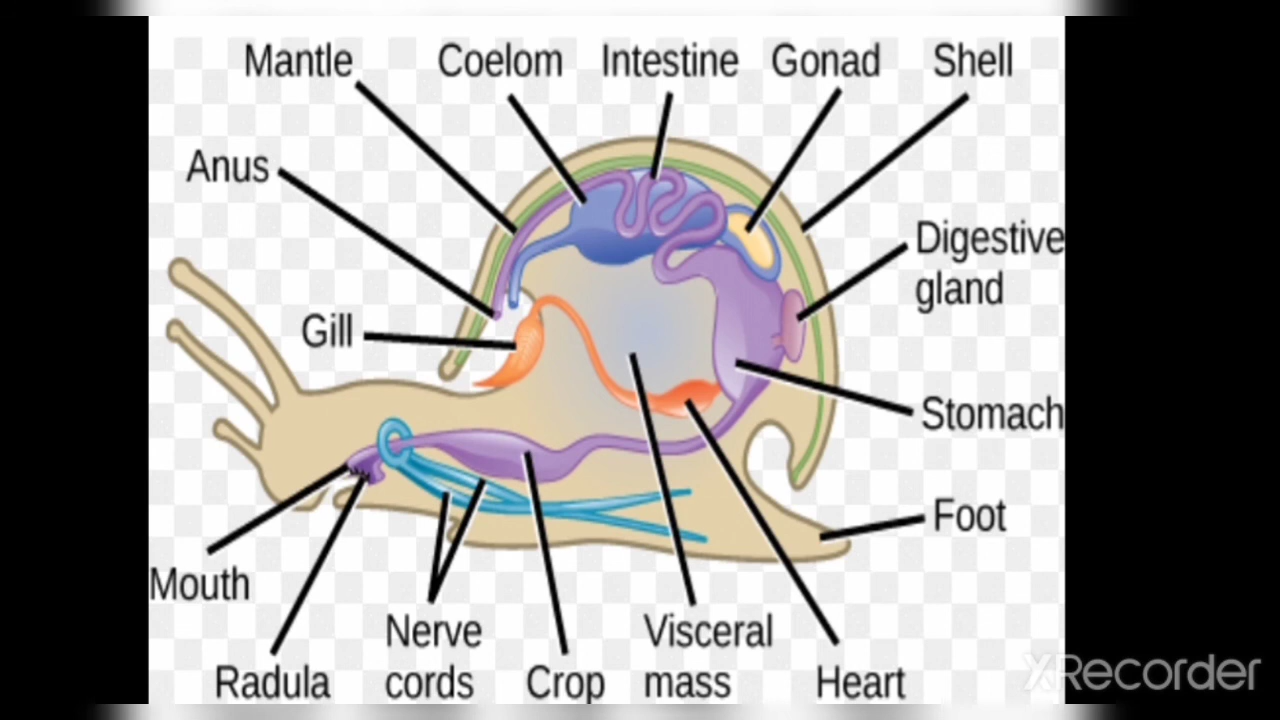 Mantle
Coelom
Intestine
Gonad
Shell
Anus
Digestive
gland
Gill
Stomach
Foot
Mouth
Nerve
cords
Visceral
mass
Radula
Crop
Heart
XRecorder